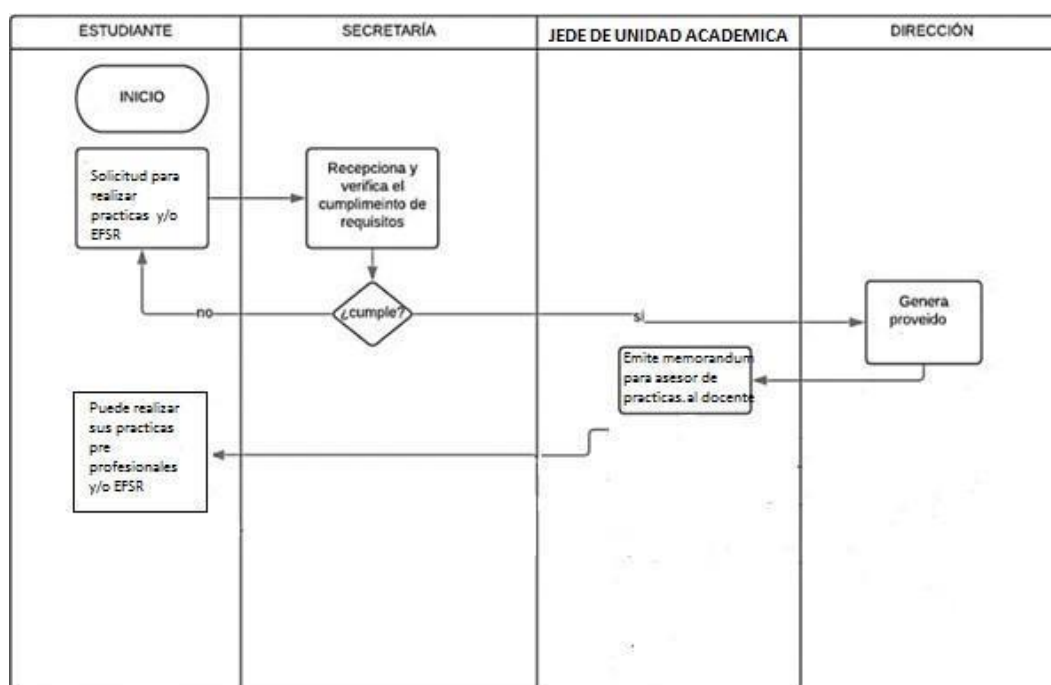 ESTUDIANTE
SECRETARÍA
JEDE DE UNIDAD ACADEMICA
DIRECCIÓN
INICIO
Solicitud para
realizar
practicas y/o
EFSR
Recepciona y
verifica el
cumplimeinto de
requisitos
¿cumple?
no
si
Genera
proveido
Emite memorandum
para asesor de
practicas.al docente
Puede realizar
sus practicas
pre
profesionales
y/o EFSR